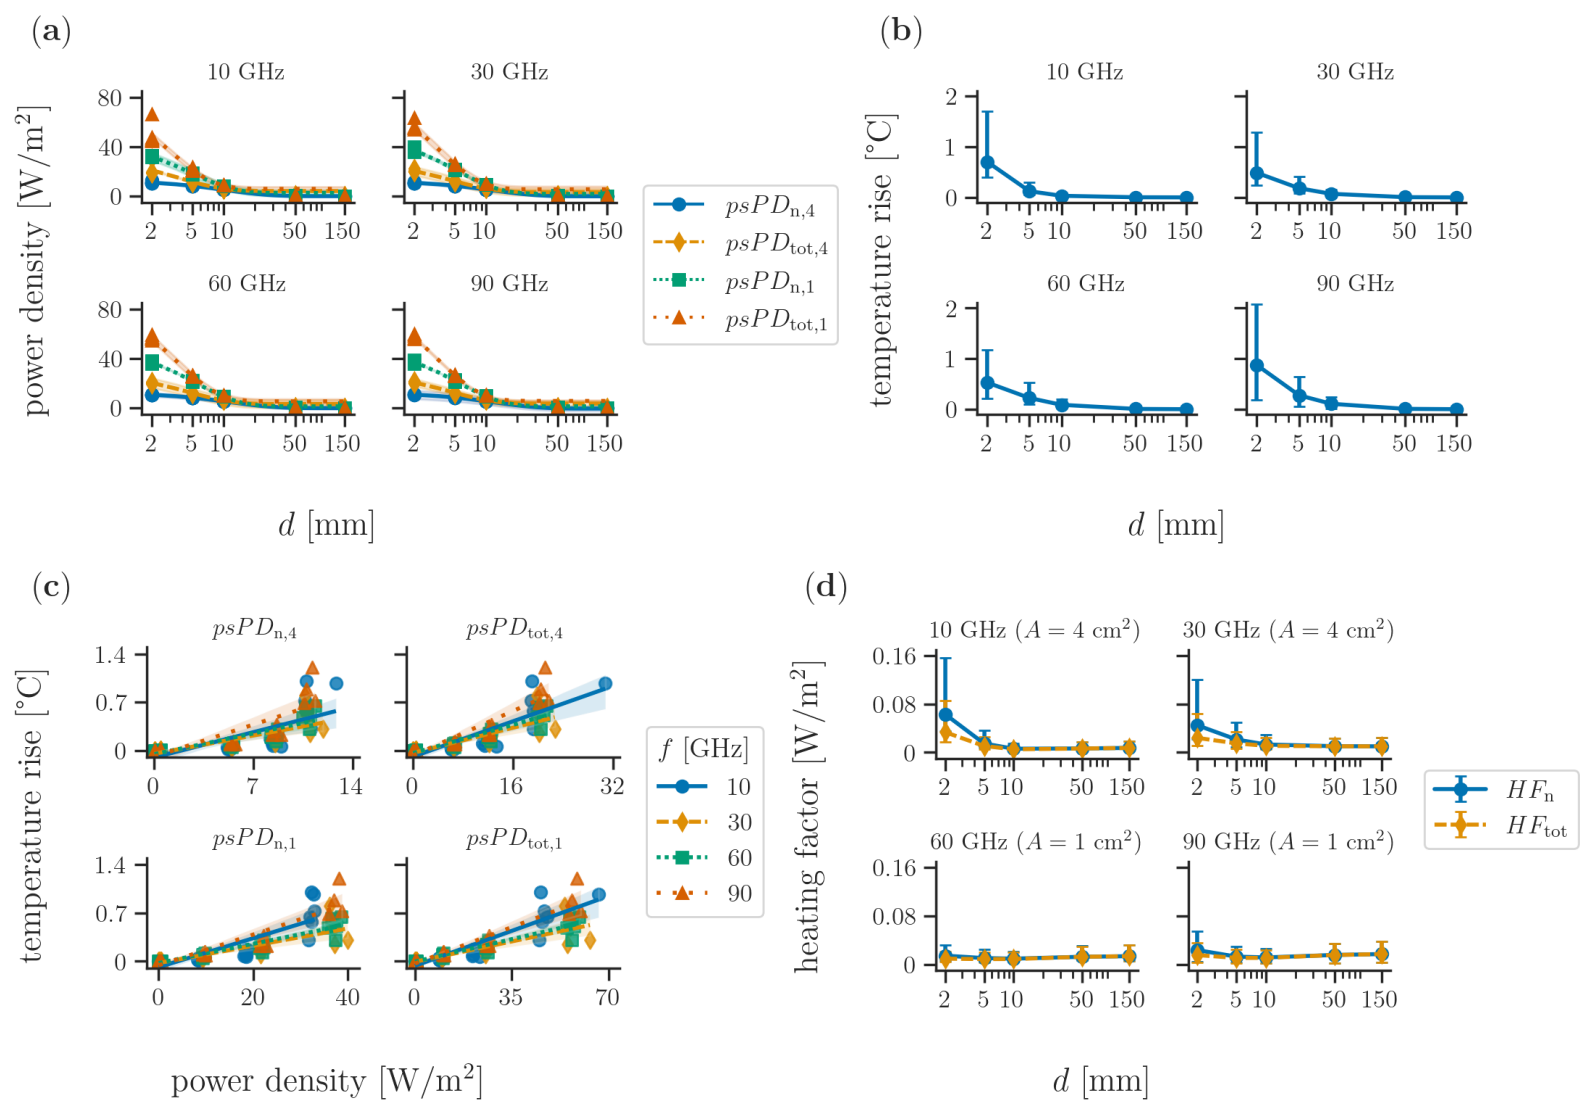 (a)
power density [W/m²]
10 GHz
80
40
0
2 5 10 50 150
30 GHz
2 5 10 50 150
60 GHz
80
40
0
2 5 10 50 150
90 GHz
2 5 10 50 150
d [mm]
psPDn,4
psPDtot,4
psPDn,1
psPDtot,1
(b)
temperature rise [°C]
10 GHz
2
1
0
2 5 10 50 150
30 GHz
2 5 10 50 150
60 GHz
2
1
0
2 5 10 50 150
90 GHz
2 5 10 50 150
d [mm]
(c)
temperature rise [°C]
psPDn,4
1.4
0.7
0
0 7 14
psPDtot,4
0 16 32
psPDn,1
1.4
0.7
0
0 20 40
psPDtot,1
0 35 70
power density [W/m²]
f [GHz]
10
30
60
90
(d)
heating factor [W/m²]
10 GHz (A = 4 cm²)
0.16
0.08
0
2 5 10 50 150
30 GHz (A = 4 cm²)
2 5 10 50 150
60 GHz (A = 1 cm²)
0.16
0.08
0
2 5 10 50 150
90 GHz (A = 1 cm²)
2 5 10 50 150
d [mm]
HFn
HFtot